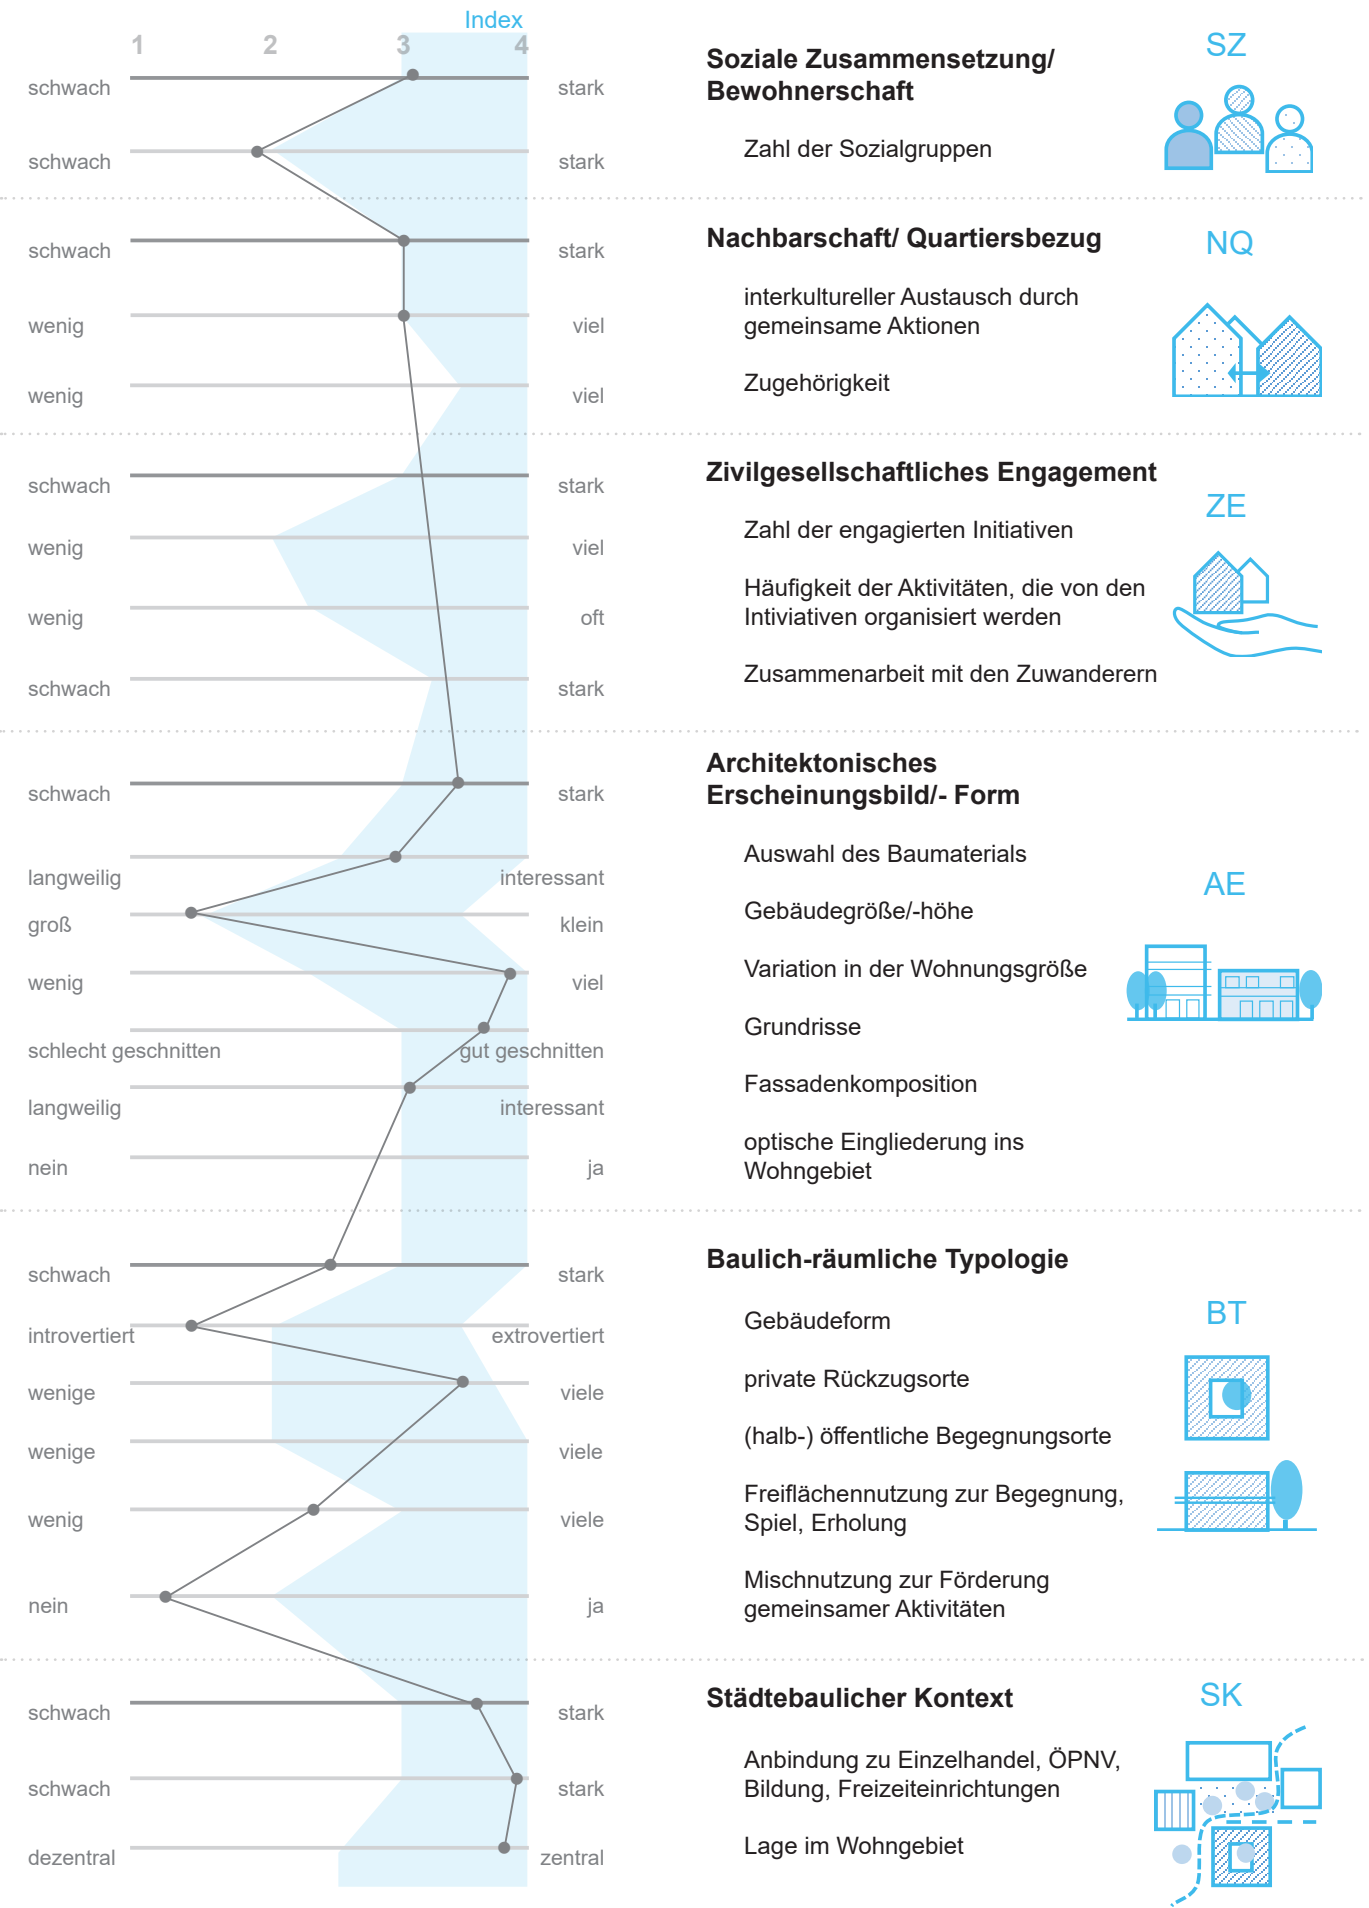 Index
1 2 3 4
schwach stark
Soziale Zusammensetzung/
Bewohnerschaft
SZ
schwach stark
Zahl der Sozialgruppen
schwach stark
Nachbarschaft/ Quartiersbezug
NQ
wenig viel
interkultureller Austausch durch
gemeinsame Aktionen
wenig viel
Zugehörigkeit
schwach stark
Zivilgesellschaftliches Engagement
ZE
wenig viel
Zahl der engagierten Initiativen
wenig oft
Häufigkeit der Aktivitäten, die von den
Intiviativen organisiert werden
schwach stark
Zusammenarbeit mit den Zuwanderern
schwach stark
Architektonisches
Erscheinungsbild/- Form
AE
langweilig interessant
Auswahl des Baumaterials
groß klein
Gebäudegröße/-höhe
wenig viel
Variation in der Wohnungsgröße
schlecht geschnitten gut geschnitten
Grundrisse
langweilig interessant
Fassadenkomposition
nein ja
optische Eingliederung ins
Wohngebiet
schwach stark
Baulich-räumliche Typologie
BT
introvertiert extrovertiert
Gebäudeform
wenige viele
private Rückzugsorte
wenige viele
(halb-) öffentliche Begegnungsorte
wenig viele
Freiflächennutzung zur Begegnung,
Spiel, Erholung
nein ja
Mischnutzung zur Förderung
gemeinsamer Aktivitäten
schwach stark
Städtebaulicher Kontext
SK
schwach stark
Anbindung zu Einzelhandel, ÖPNV,
Bildung, Freizeiteinrichtungen
dezentral zentral
Lage im Wohngebiet